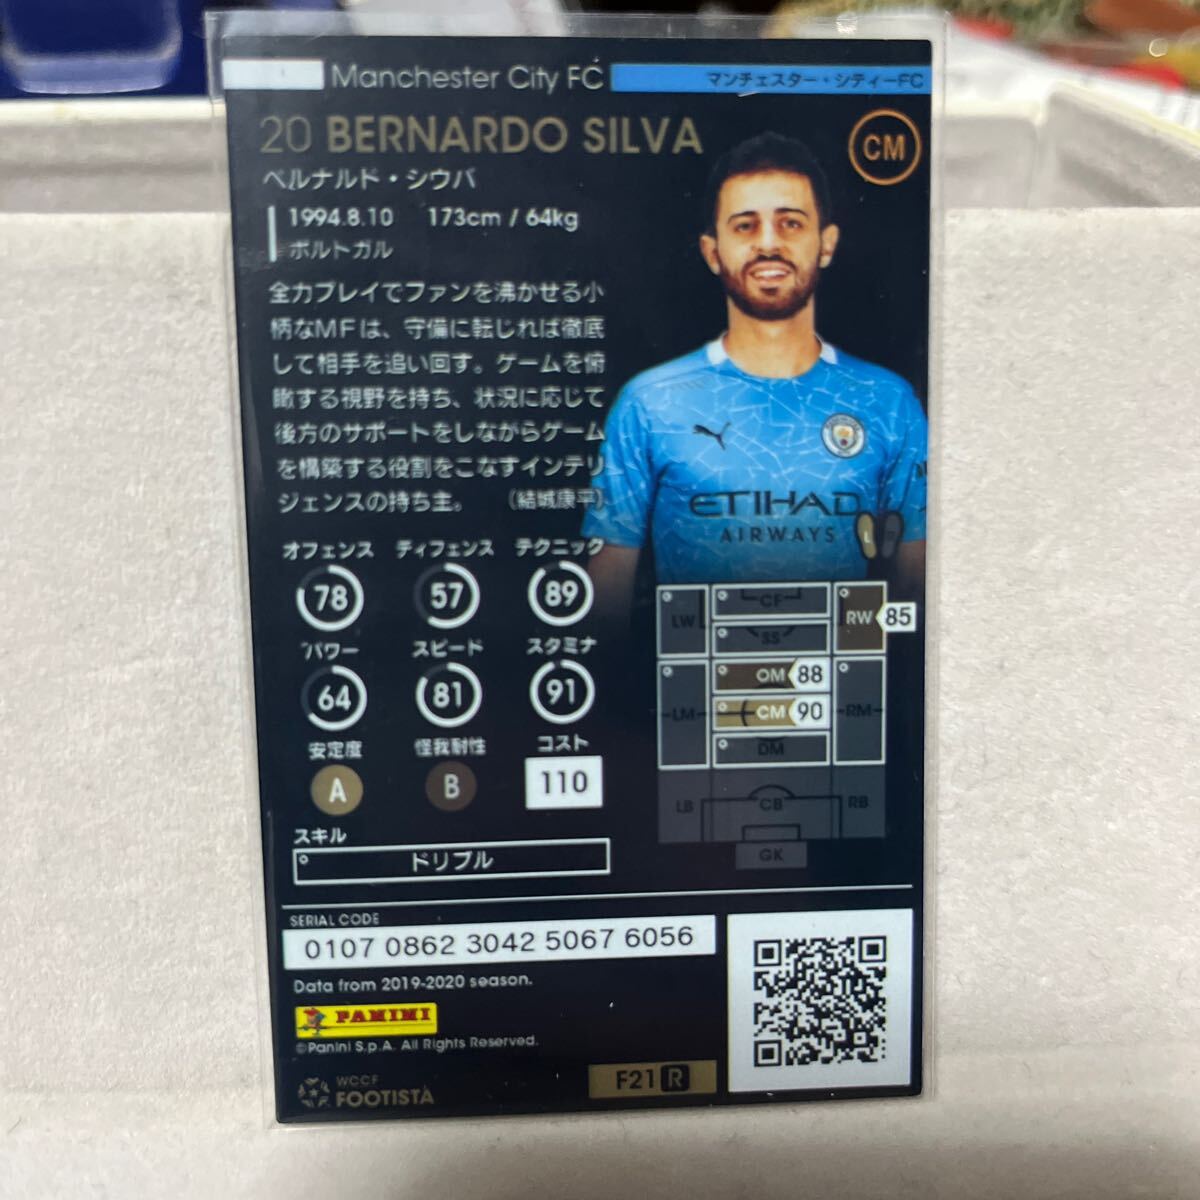 Manchester City FC マンチェスター・シティーFC
20 BERNARDO SILVA CM
ベルナルド・シウバ
1994.8.10 173cm / 64kg
ポルトガル
全力プレイでファンを沸かせる小
柄なMFは、守備に転じれば徹底
して相手を追い回す。ゲームを俯
瞰する視野を持ち、状況に応じて
後方のサポートをしながらゲーム
を構築する役割をこなすインテリ
ジェンスの持ち主。 (結城康平)
PUMA
MANCHESTER CITY
ETIHAD
AIRWAYS
L
オフェンス ディフェンス テクニック
78 57 89
パワー スピード スタミナ
64 81 91
安定度 怪我耐性 コスト
A B 110
スキル
ドリブル
CF
LW RW 85
SS
OM 88
LM CM 90 RM
DM
LB CB RB
GK
SERIAL CODE
0107 0862 3042 5067 6056
Data from 2019-2020 season.
PANINI
©Panini S.p.A. All Rights Reserved.
WCCF
FOOTISTA
F21 R